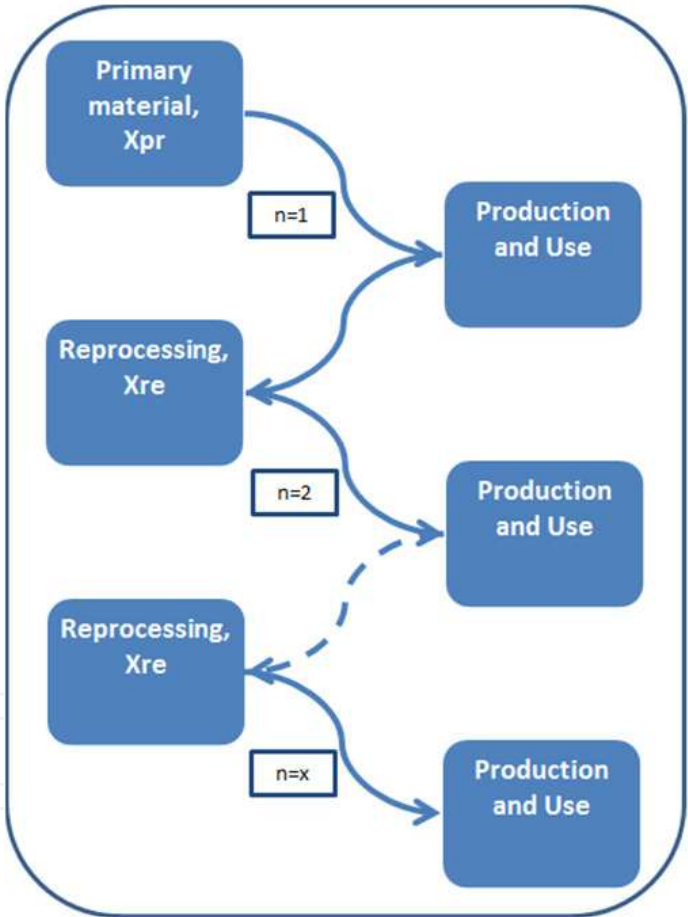 Primary
material,
Xpr
n=1
Production
and Use
Reprocessing,
Xre
n=2
Production
and Use
Reprocessing,
Xre
n=x
Production
and Use